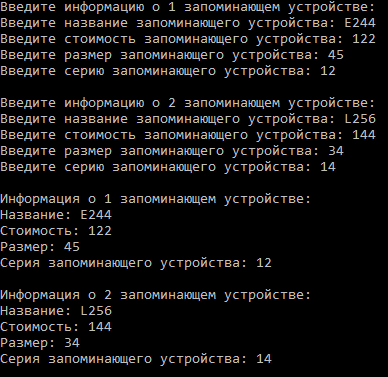 Введите информацию о 1 запоминающем устройстве:
Введите название запоминающего устройства: E244
Введите стоимость запоминающего устройства: 122
Введите размер запоминающего устройства: 45
Введите серию запоминающего устройства: 12
Введите информацию о 2 запоминающем устройстве:
Введите название запоминающего устройства: L256
Введите стоимость запоминающего устройства: 144
Введите размер запоминающего устройства: 34
Введите серию запоминающего устройства: 14
Информация о 1 запоминающем устройстве:
Название: E244
Стоимость: 122
Размер: 45
Серия запоминающего устройства: 12
Информация о 2 запоминающем устройстве:
Название: L256
Стоимость: 144
Размер: 34
Серия запоминающего устройства: 14